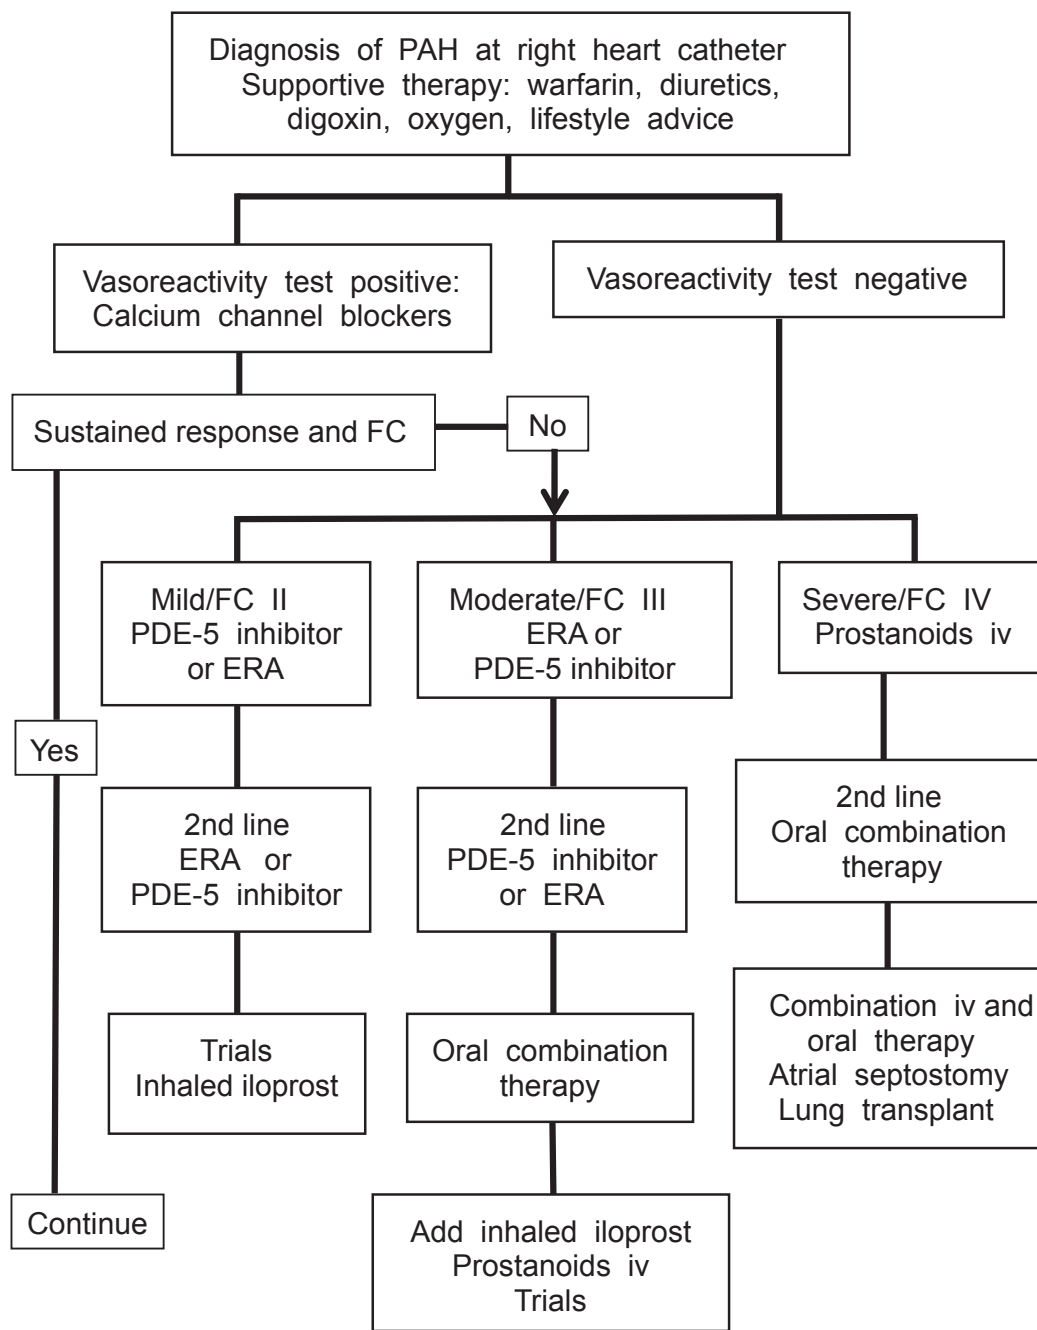 Diagnosis of PAH at right heart catheter
Supportive therapy: warfarin, diuretics,
digoxin, oxygen, lifestyle advice
Vasoreactivity test positive:
Calcium channel blockers
Vasoreactivity test negative
Sustained response and FC
No
Mild/FC II
PDE-5 inhibitor
or ERA
Moderate/FC III
ERA or
PDE-5 inhibitor
Severe/FC IV
Prostanoids iv
Yes
2nd line
ERA or
PDE-5 inhibitor
2nd line
PDE-5 inhibitor
or ERA
2nd line
Oral combination
therapy
Trials
Inhaled iloprost
Oral combination
therapy
Combination iv and
oral therapy
Atrial septostomy
Lung transplant
Continue
Add inhaled iloprost
Prostanoids iv
Trials